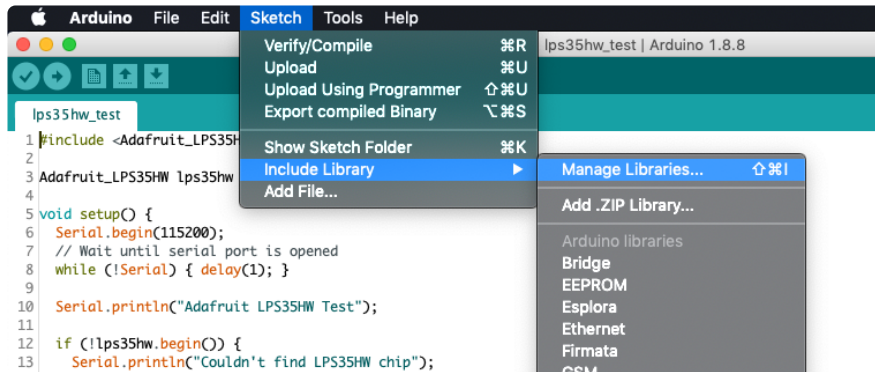 Arduino File Edit Sketch Tools Help
lps35hw_test | Arduino 1.8.8
Verify/Compile ⌘R
Upload ⌘U
Upload Using Programmer ⇧⌘U
Export compiled Binary ⌥⌘S
Show Sketch Folder ⌘K
Include Library ▶
Add File...
Manage Libraries... ⇧⌘I
Add .ZIP Library...
Arduino libraries
Bridge
EEPROM
Esplora
Ethernet
Firmata
GSM
lps35hw_test
1 #include <Adafruit_LPS35H
2
3 Adafruit_LPS35HW lps35hw
4
5 void setup() {
6 Serial.begin(115200);
7 // Wait until serial port is opened
8 while (!Serial) { delay(1); }
9
10 Serial.println("Adafruit LPS35HW Test");
11
12 if (!lps35hw.begin()) {
13 Serial.println("Couldn't find LPS35HW chip");